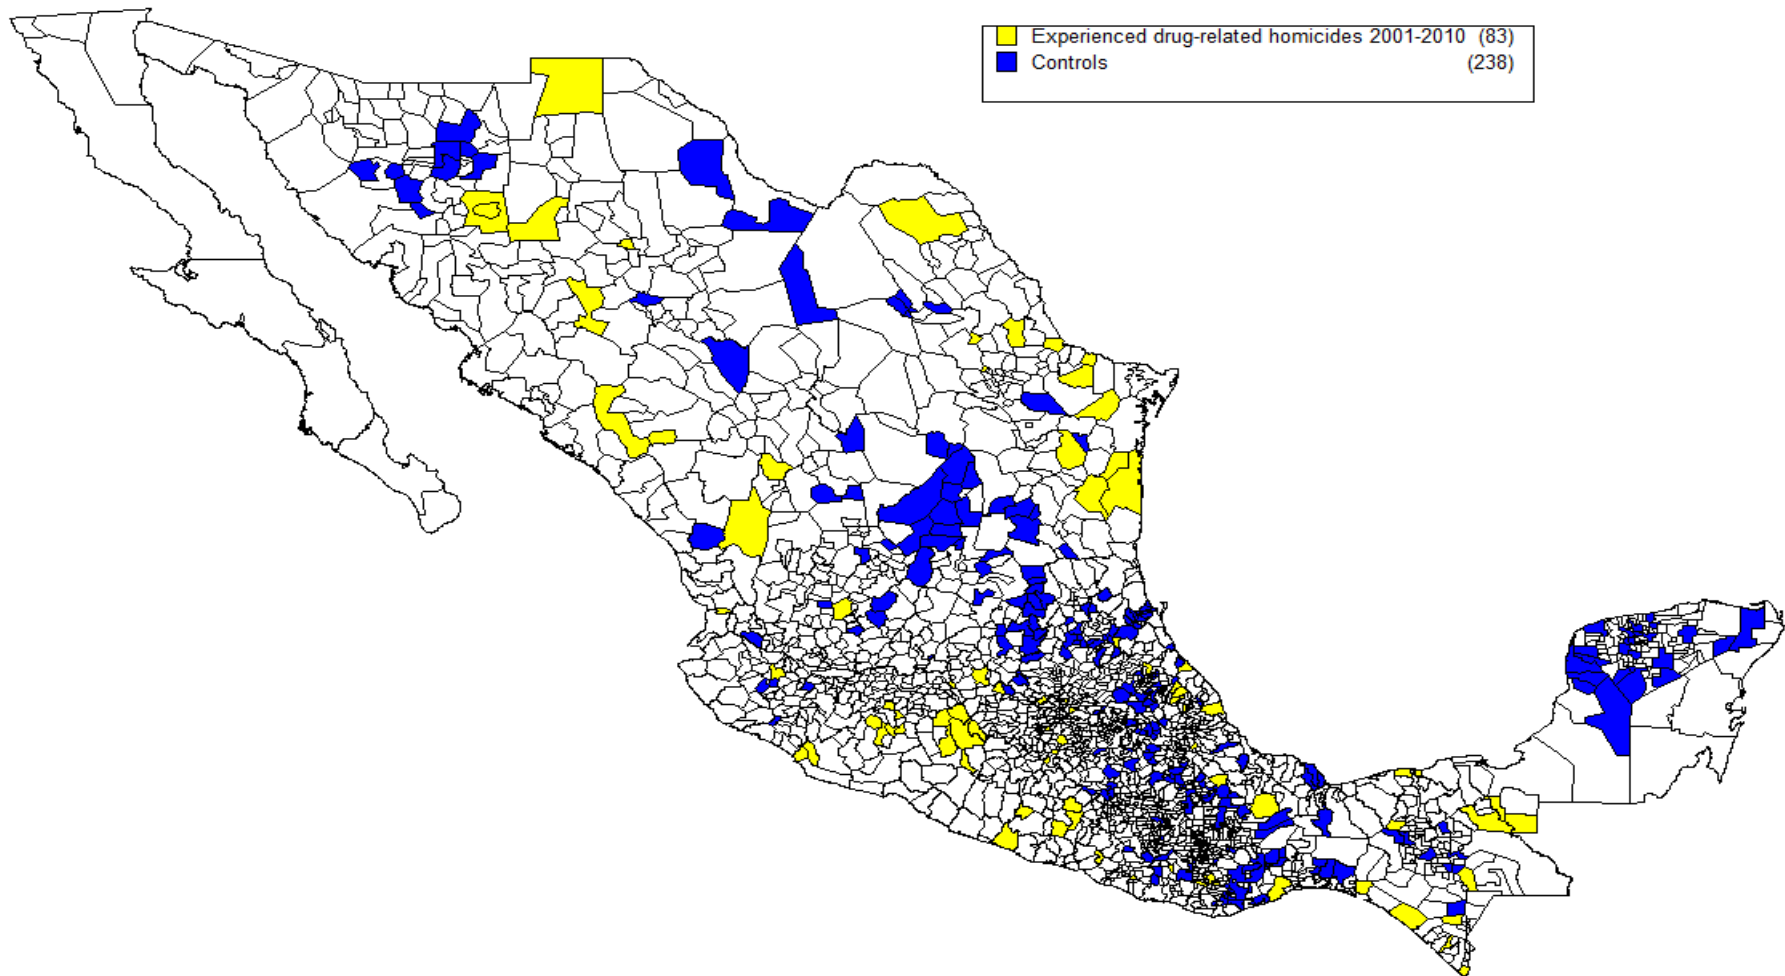 Experienced drug-related homicides 2001-2010 (83)
Controls (238)